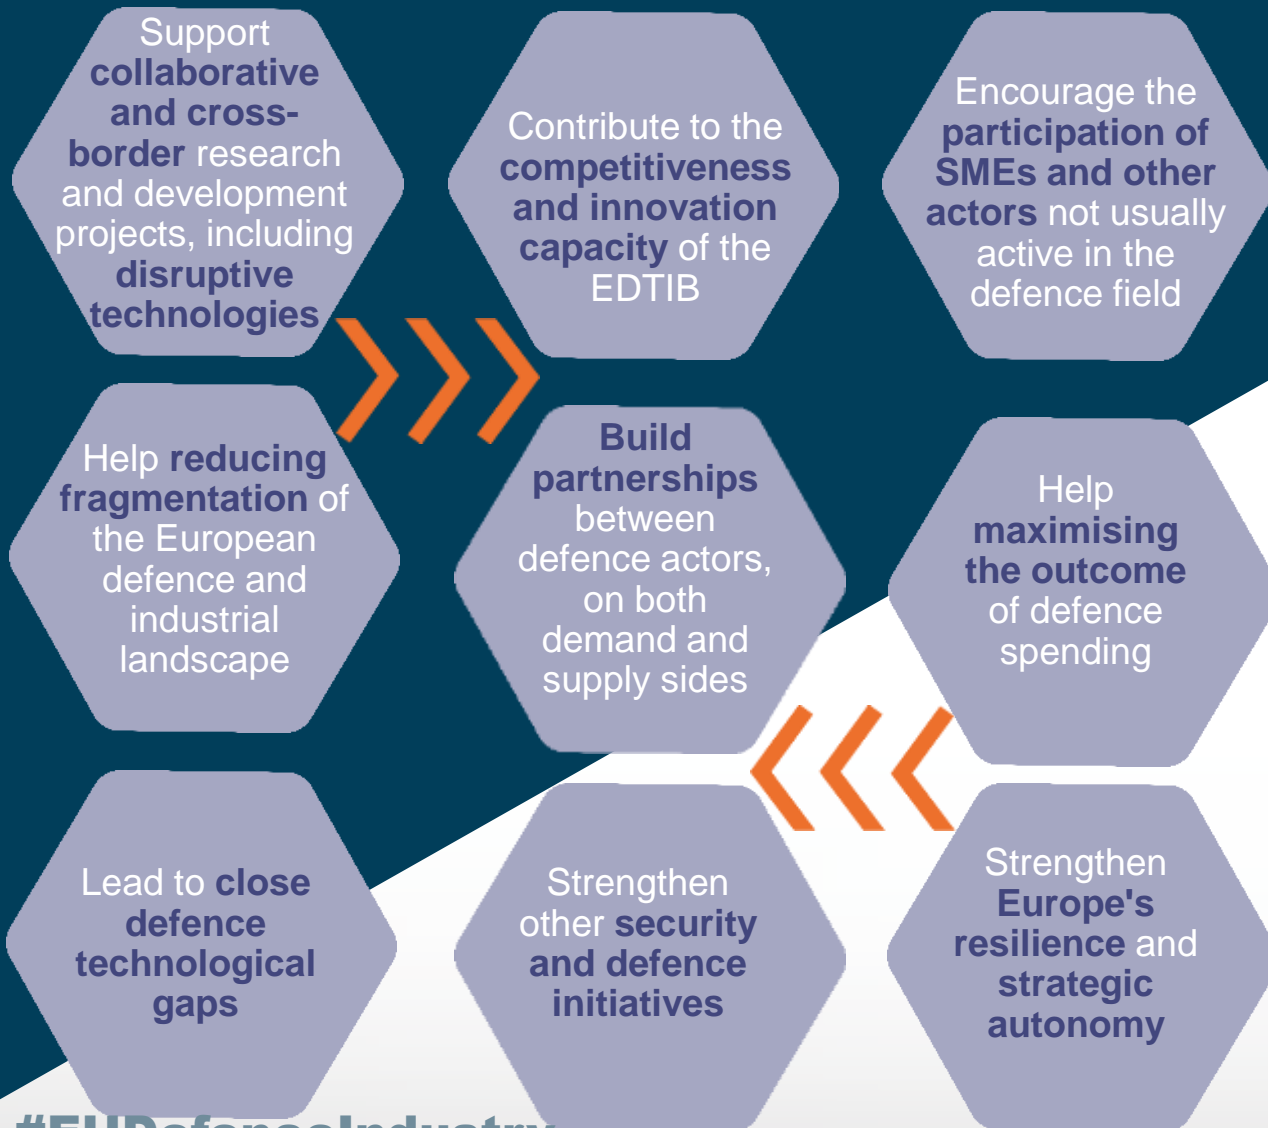 Support
collaborative
and cross-
border research
and development
projects, including
disruptive
technologies
Contribute to the
competitiveness
and innovation
capacity of the
EDTIB
Encourage the
participation of
SMEs and other
actors not usually
active in the
defence field
Help reducing
fragmentation of
the European
defence and
industrial
landscape
Build
partnerships
between
defence actors,
on both
demand and
supply sides
Help
maximising
the outcome
of defence
spending
Lead to close
defence
technological
gaps
Strengthen
other security
and defence
initiatives
Strengthen
Europe's
resilience and
strategic
autonomy
#EUDefenceIndustry